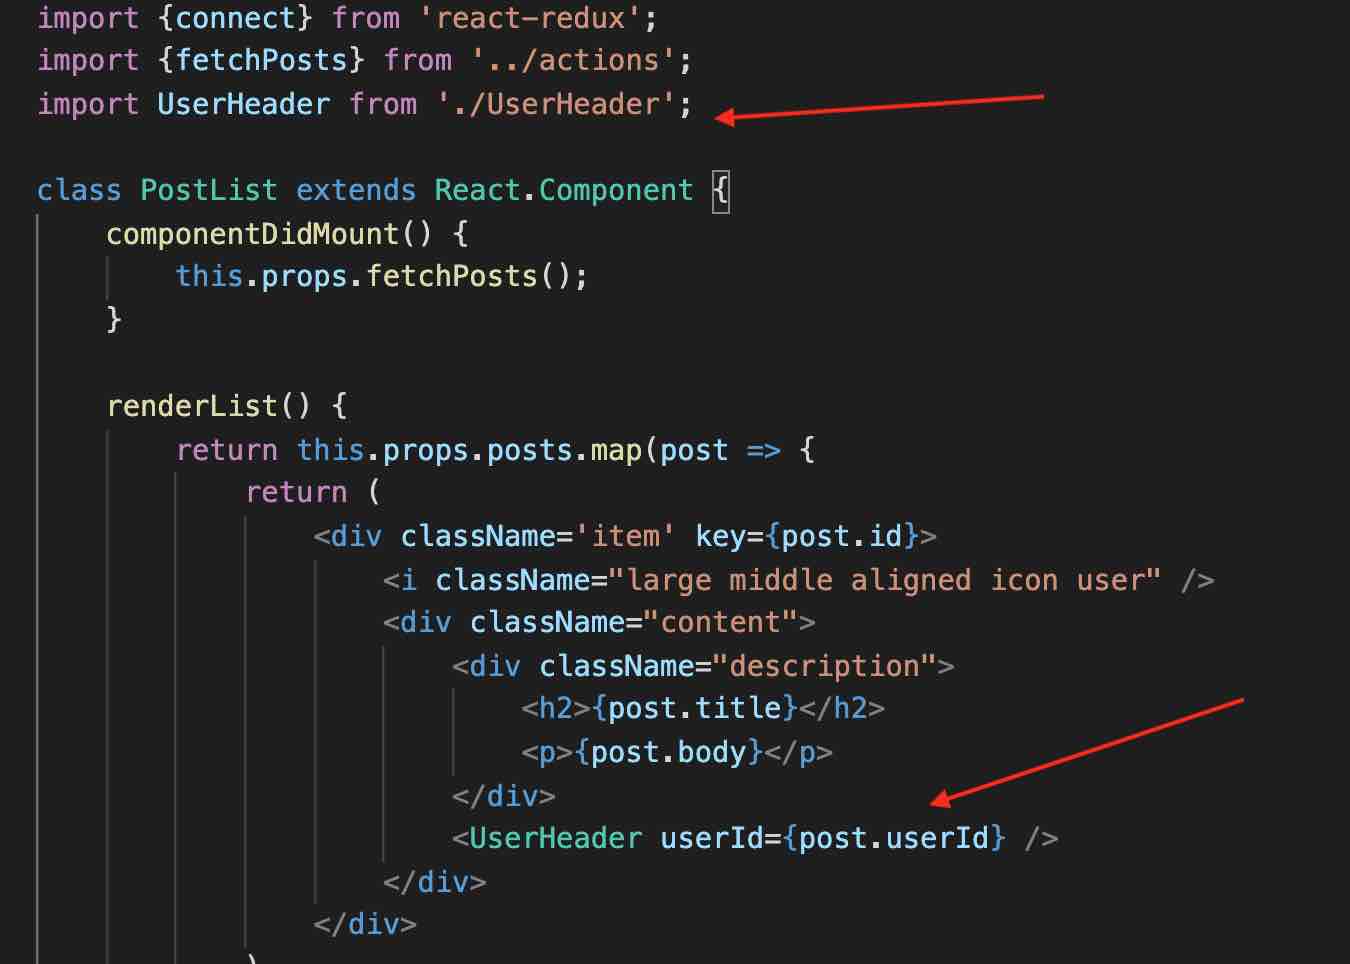 import {connect} from 'react-redux';
import {fetchPosts} from '../actions';
import UserHeader from './UserHeader';
class PostList extends React.Component {
componentDidMount() {
this.props.fetchPosts();
}
renderList() {
return this.props.posts.map(post => {
return (
<div className='item' key={post.id}>
<i className="large middle aligned icon user" />
<div className="content">
<div className="description">
<h2>{post.title}</h2>
<p>{post.body}</p>
</div>
<UserHeader userId={post.userId} />
</div>
</div>
)